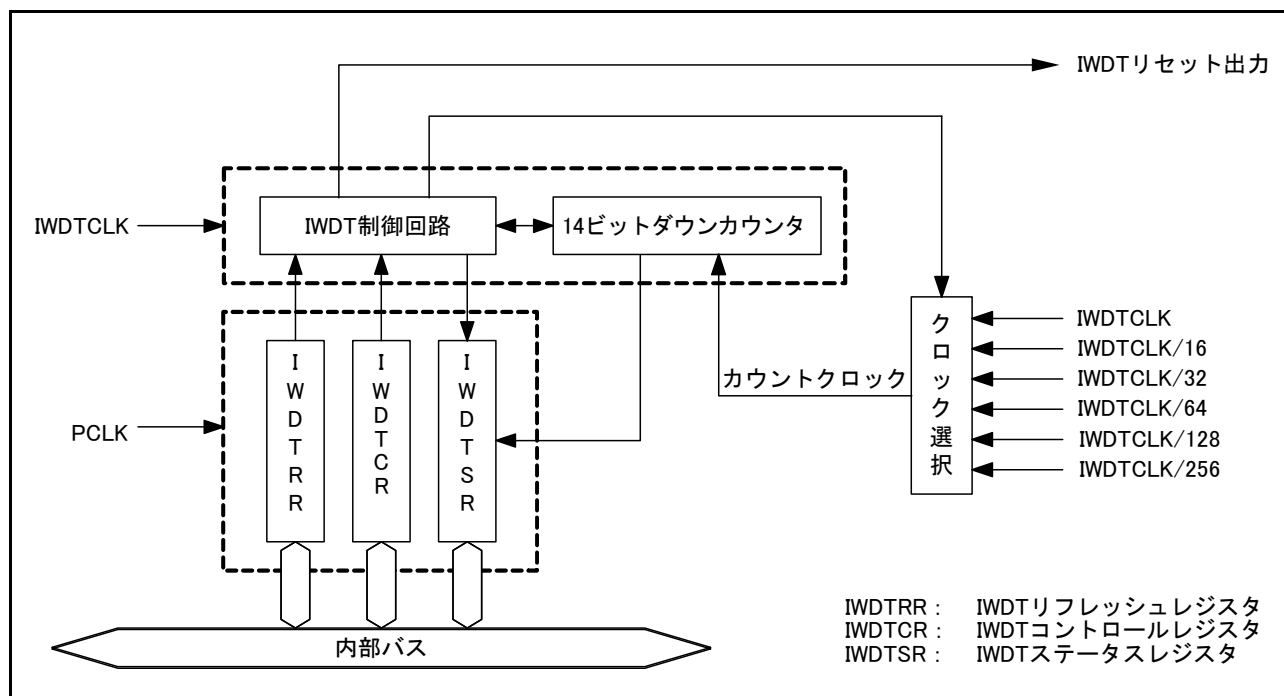 IWDTリセット出力
IWDTCLK
IWDT制御回路
14ビットダウンカウンタ
PCLK
IWDTRR
IWDTCR
IWDTSR
カウントクロック
クロック選択
IWDTCLK
IWDTCLK/16
IWDTCLK/32
IWDTCLK/64
IWDTCLK/128
IWDTCLK/256
内部バス
IWDTRR : IWDTリフレッシュレジスタ
IWDTCR : IWDTコントロールレジスタ
IWDTSR : IWDTステータスレジスタ